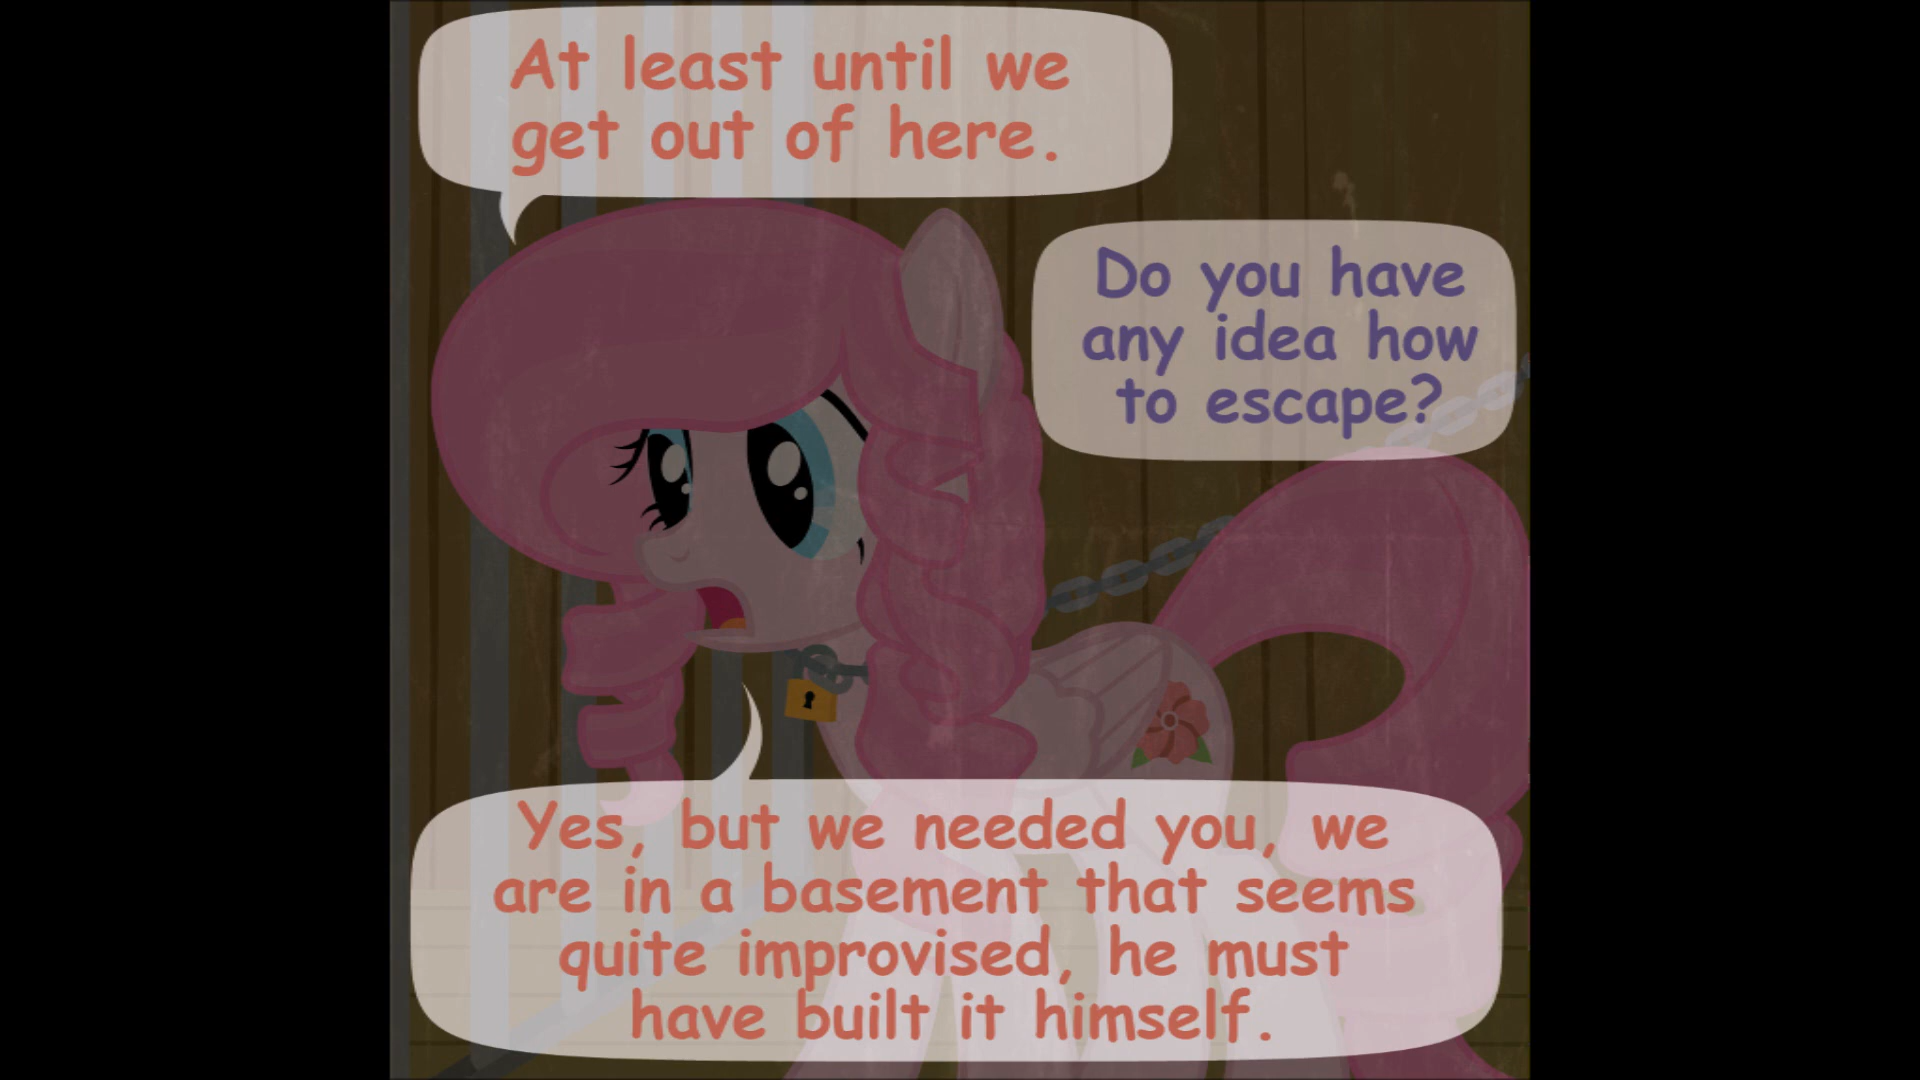 At least until we
get out of here.
Do you have
any idea how
to escape?
Yes, but we needed you, we
are in a basement that seems
quite improvised, he must
have built it himself.